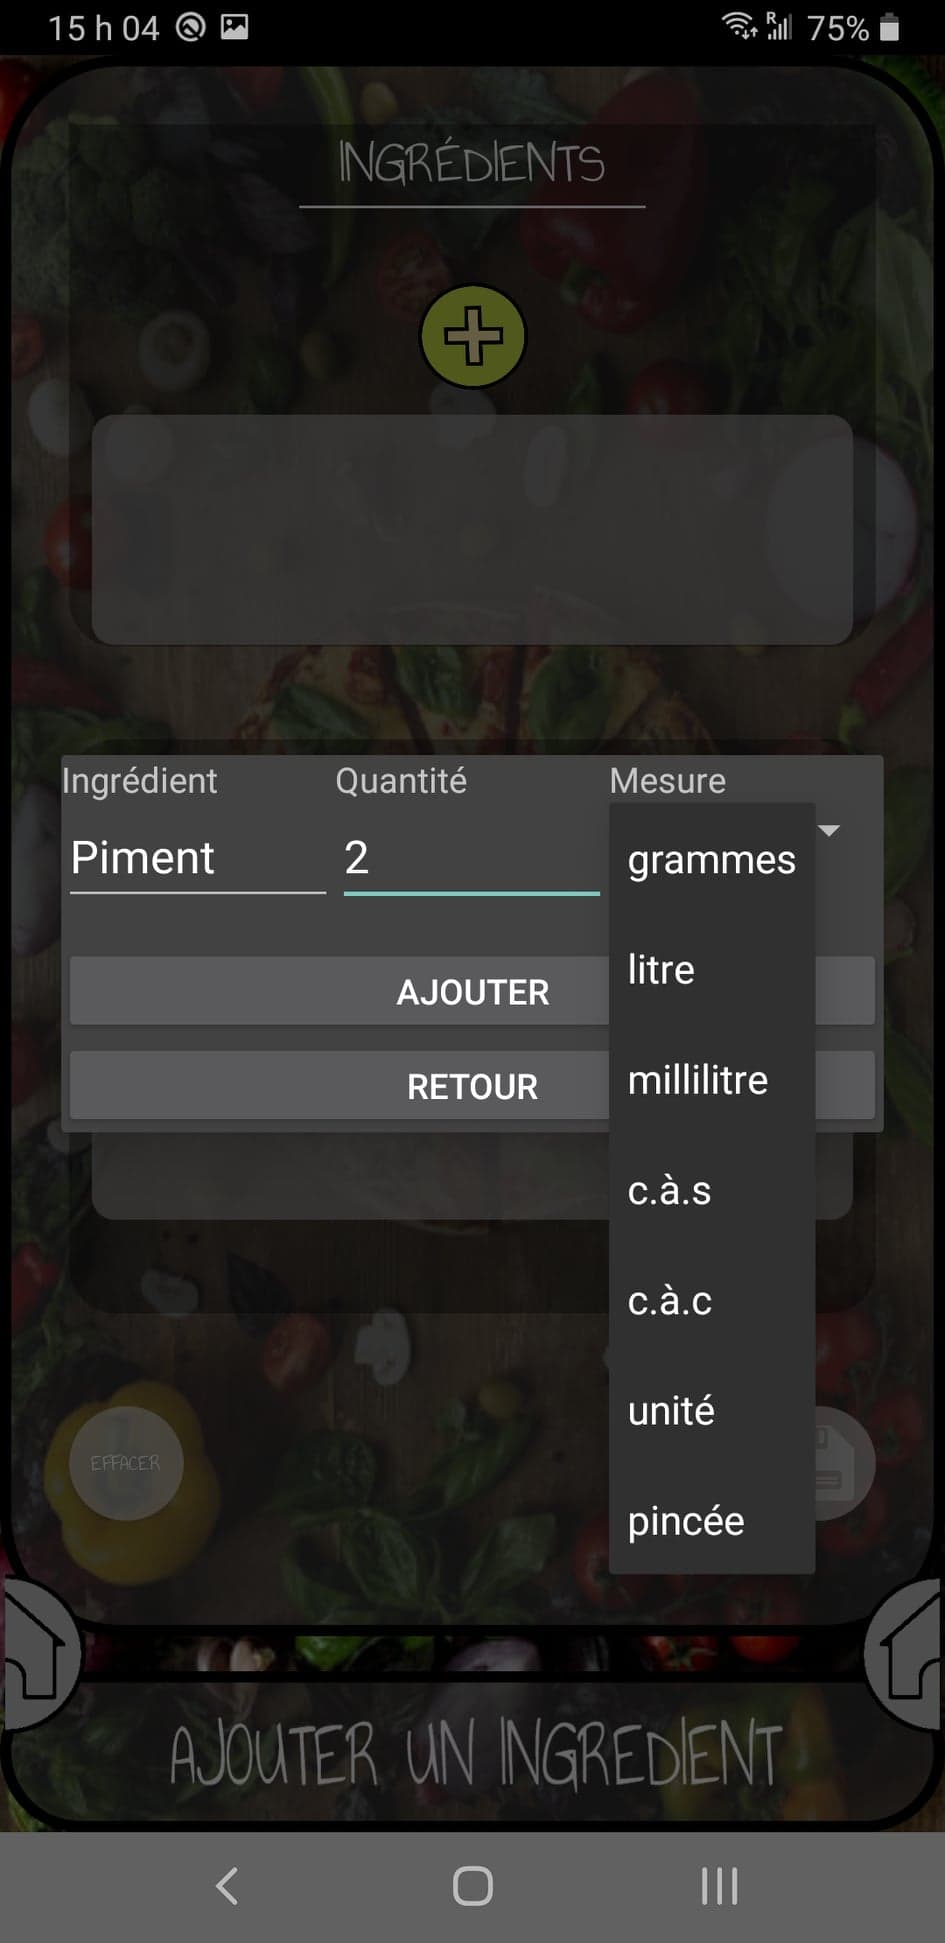 15 h 04 R 75%
INGRÉDIENTS
Ingrédient Quantité Mesure
Piment 2
grammes
litre
millilitre
c.à.s
c.à.c
unité
pincée
AJOUTER
RETOUR
EFFACER
AJOUTER UN INGREDIENT